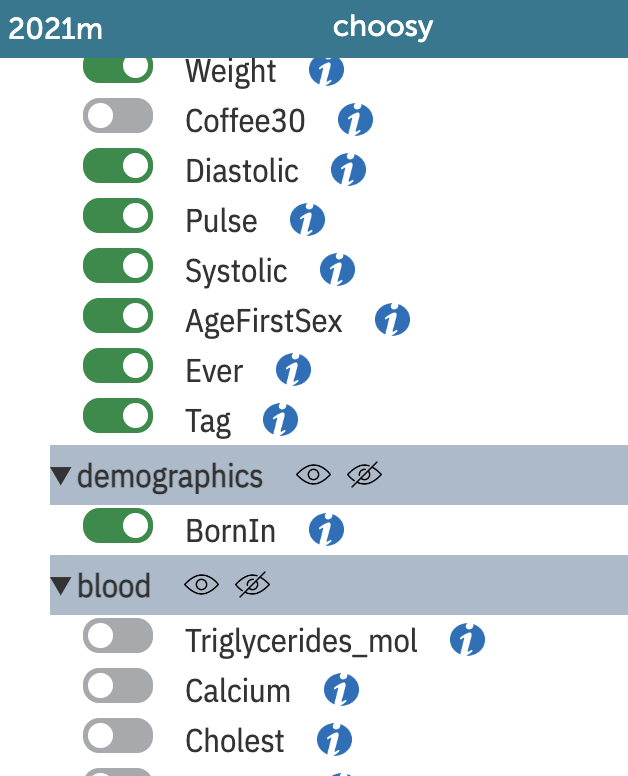 2021m choosy
Weight
Coffee30
Diastolic
Pulse
Systolic
AgeFirstSex
Ever
Tag
demographics
BornIn
blood
Triglycerides_mol
Calcium
Cholest